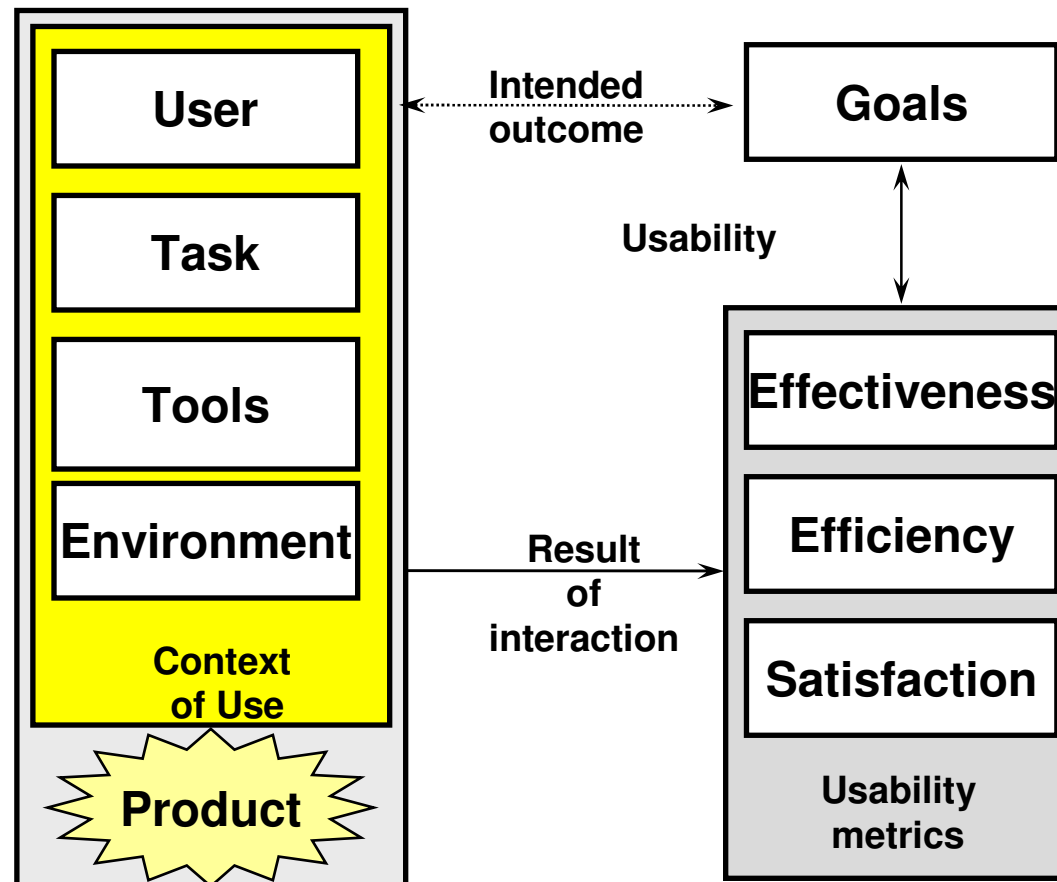 User
Task
Tools
Environment
Context
of Use
Product
Intended
outcome
Goals
Usability
Result
of
interaction
Effectiveness
Efficiency
Satisfaction
Usability
metrics